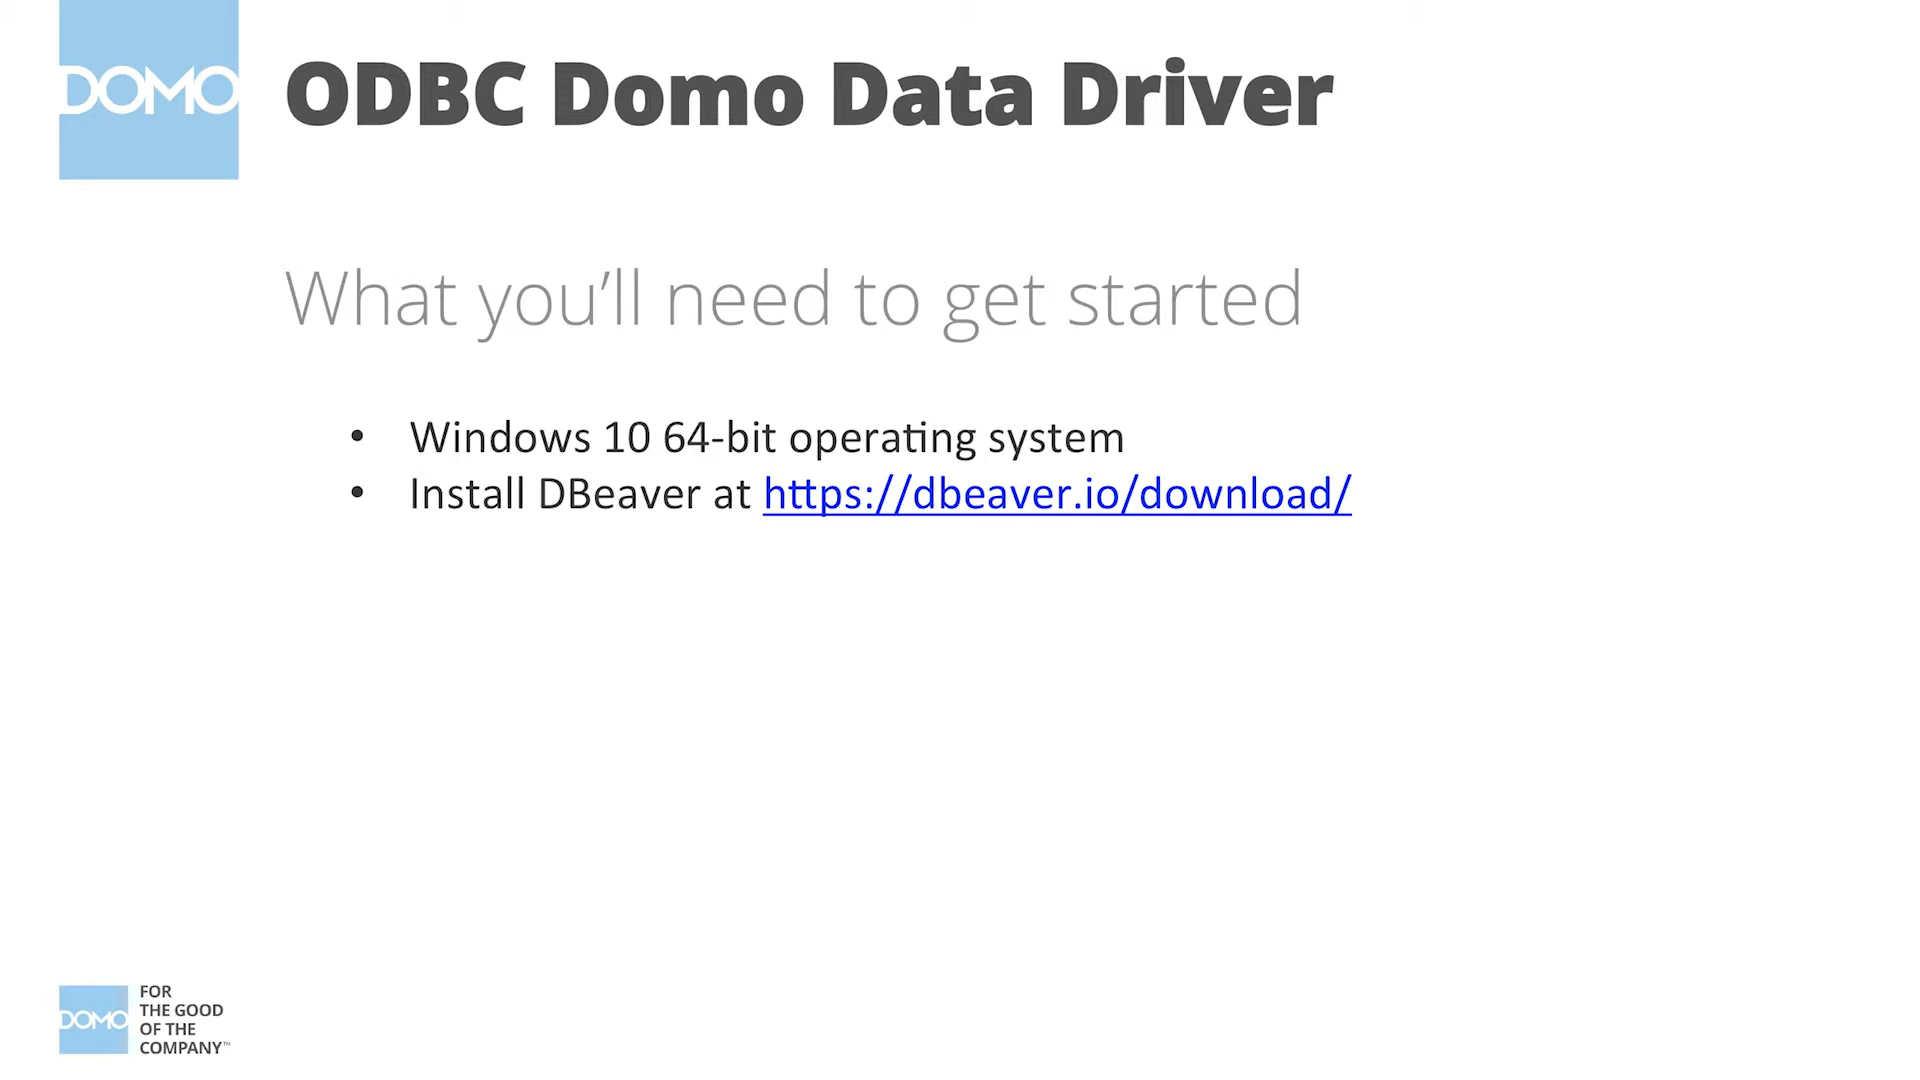 DOMO
ODBC Domo Data Driver
What you’ll need to get started
• Windows 10 64-bit operating system
• Install DBeaver at https://dbeaver.io/download/
DOMO
FOR
THE GOOD
OF THE
COMPANY™